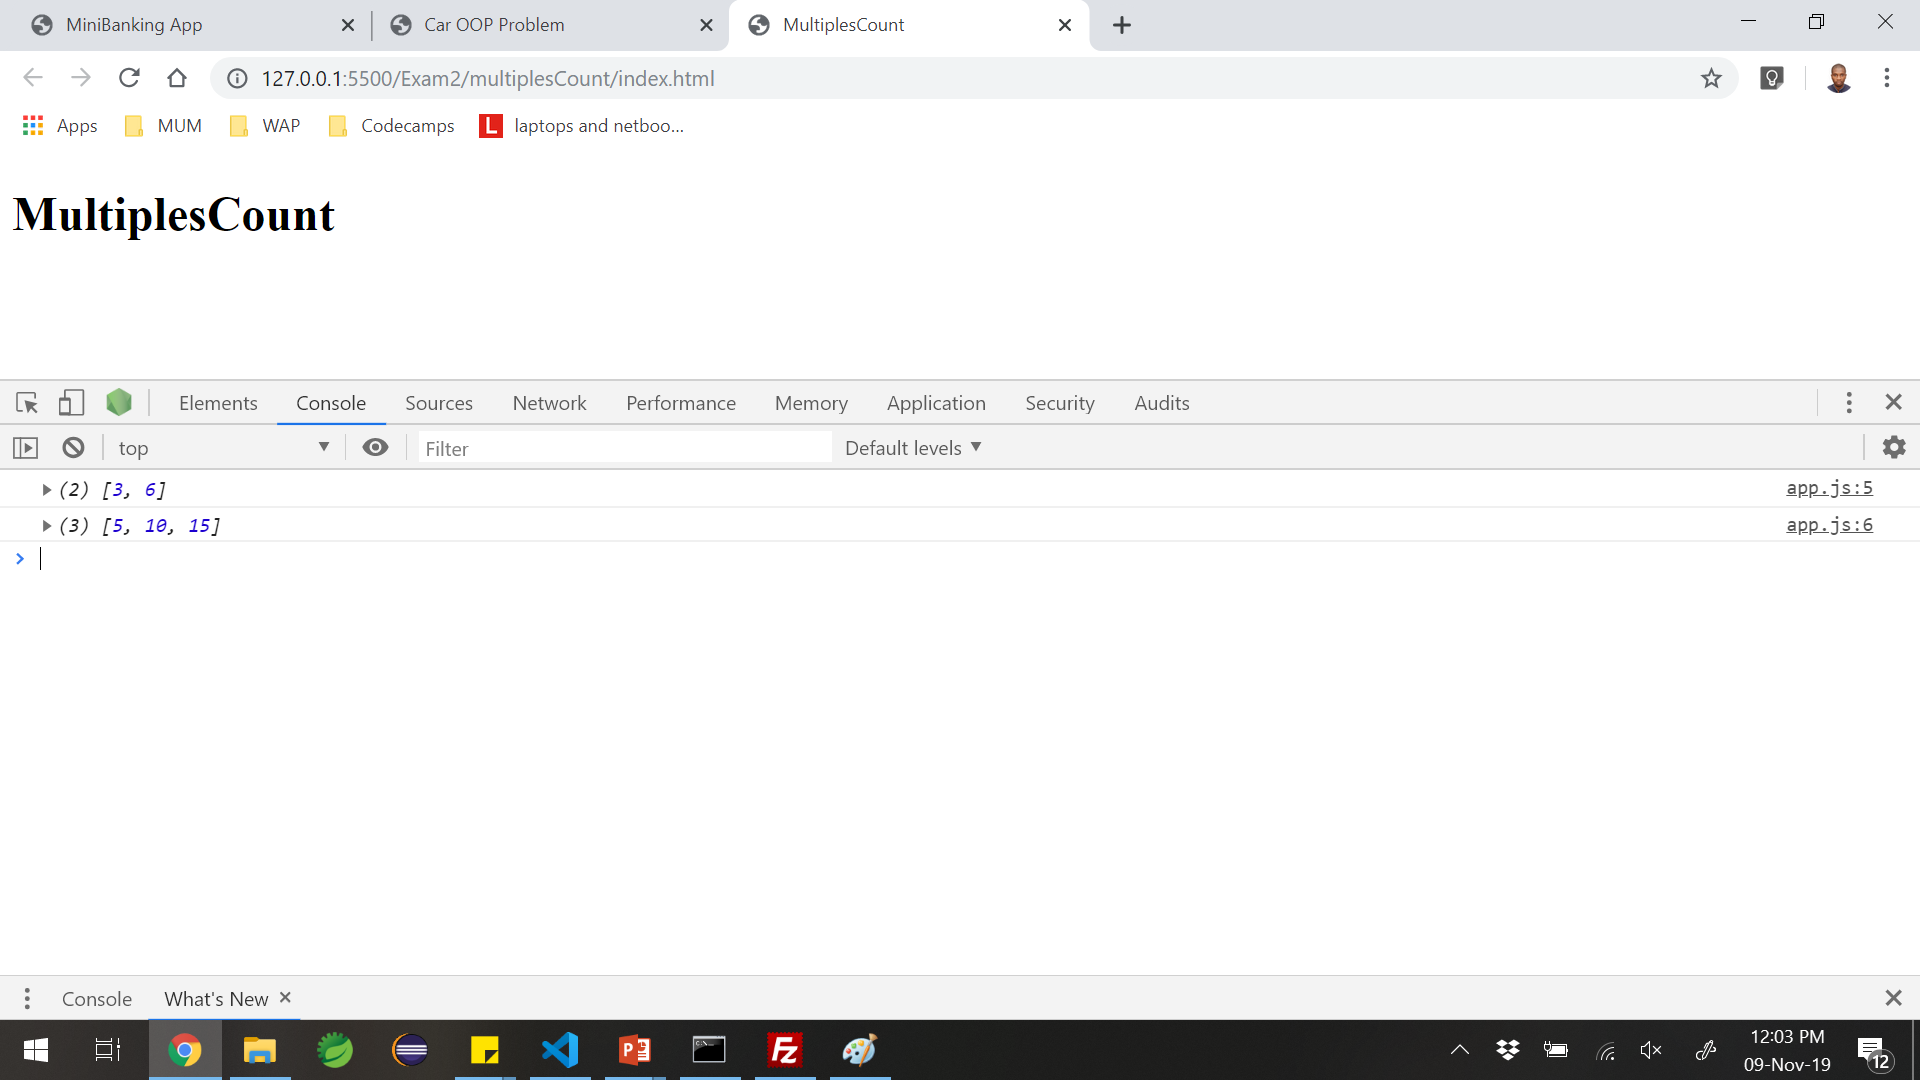 MiniBanking App
Car OOP Problem
MultiplesCount
127.0.0.1:5500/Exam2/multiplesCount/index.html
Apps MUM WAP Codecamps L laptops and netboo...
MultiplesCount
Elements Console Sources Network Performance Memory Application Security Audits
top Filter Default levels
(2) [3, 6] app.js:5
(3) [5, 10, 15] app.js:6
Console What's New
12:03 PM
09-Nov-19
12